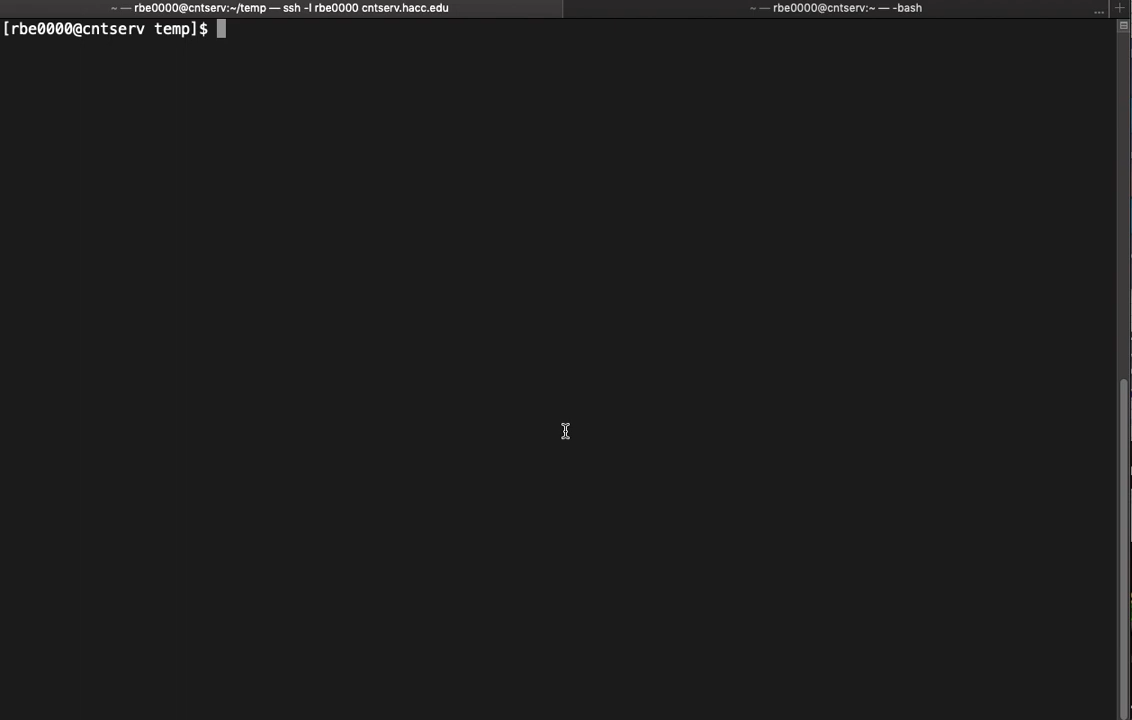 ~ — rbe0000@cntserv:~/temp — ssh -l rbe0000 cntserv.hacc.edu
~ — rbe0000@cntserv:~ — -bash
... +
[rbe0000@cntserv temp]$